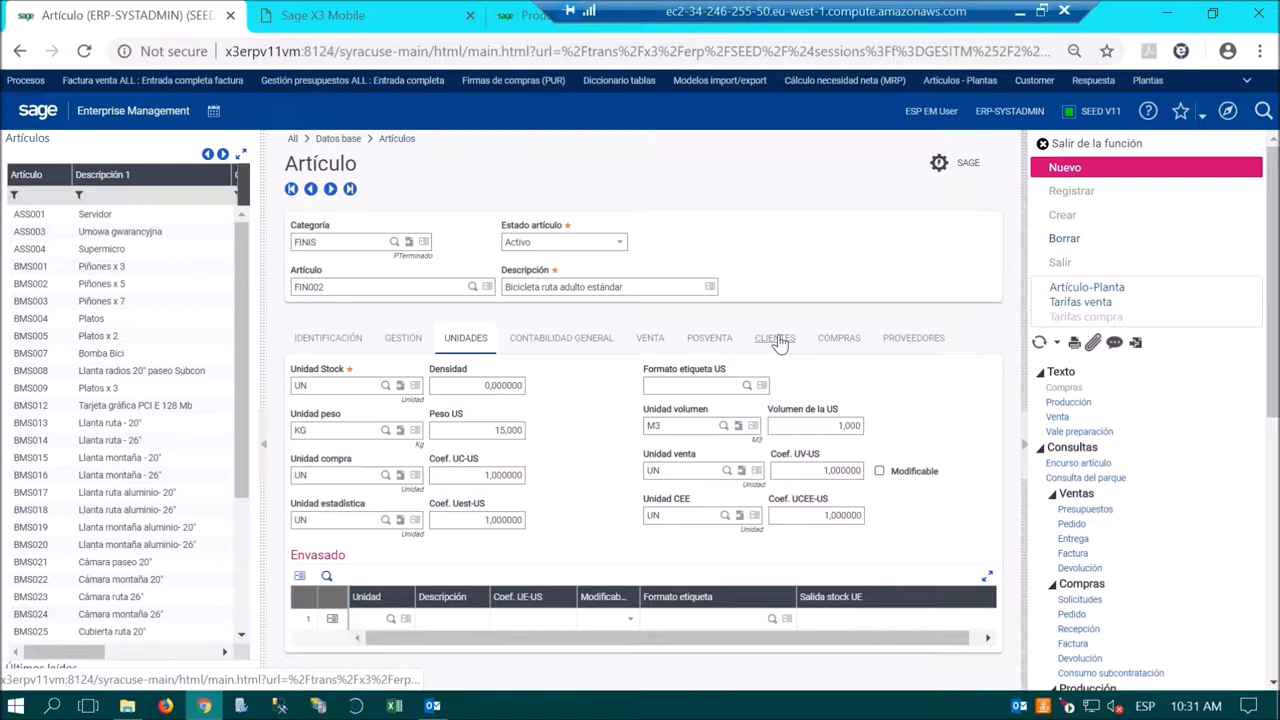 Artículo (ERP-SYSTADMIN) (SEED
Sage X3 Mobile
Produ
ec2-34-246-255-50.eu-west-1.compute.amazonaws.com
Not secure
x3erpv11vm:8124/syracuse-main/html/main.html?url=%2Ftrans%2Fx3%2Ferp%2FSEED%2F%24sessions%3Ff%3DGESITM%252F2%...
Procesos
Factura venta ALL : Entrada completa factura
Gestión presupuestos ALL : Entrada completa
Firmas de compras (PUR)
Diccionario tablas
Modelos import/export
Cálculo necesidad neta (MRP)
Artículos - Plantas
Customer
Respuesta
Plantas
sage
Enterprise Management
ESP EM User
ERP-SYSTADMIN
SEED V11
Artículos
Artículo
Descripción 1
ASS001 Servidor
ASS003 Umowa gwarancyjna
ASS004 Supermicro
BMS001 Piñones x 3
BMS002 Piñones x 5
BMS003 Piñones x 7
BMS004 Platos
BMS005 Platos x 2
BMS007 Bomba Bici
BMS008 Llanta radios 20" paseo Subcon
BMS009 Platos x 3
BMS012 Tarjeta gráfica PCI E 128 Mb
BMS013 Llanta ruta - 20"
BMS014 Llanta ruta - 26"
BMS015 Llanta montaña - 20"
BMS016 Llanta montaña - 26"
BMS017 Llanta ruta aluminio- 20"
BMS018 Llanta ruta aluminio- 26"
BMS019 Llanta montaña aluminio- 20"
BMS020 Llanta montaña aluminio- 26"
BMS021 Cámara paseo 20"
BMS022 Cámara montaña 20"
BMS023 Cámara ruta 26"
BMS024 Cámara montaña 26"
BMS025 Cubierta ruta 20"
Últimos leídos
x3erpv11vm:8124/syracuse-main/html/main.html?url=%2Ftrans%2Fx3%2Ferp...
All
Datos base
Artículos
Artículo
SAGE
Categoría
FINIS
PTerminado
Estado artículo *
Activo
Artículo
FIN002
Descripción *
Bicicleta ruta adulto estándar
IDENTIFICACIÓN
GESTIÓN
UNIDADES
CONTABILIDAD GENERAL
VENTA
POSVENTA
CLIENTES
COMPRAS
PROVEEDORES
Unidad Stock *
UN
Unidad
Densidad
0,000000
Unidad peso
KG
Kg
Peso US
15,000
Unidad compra
UN
Unidad
Coef. UC-US
1,000000
Unidad estadística
UN
Unidad
Coef. Uest-US
1,000000
Formato etiqueta US
Unidad volumen
M3
M3
Volumen de la US
1,000
Unidad venta
UN
Unidad
Coef. UV-US
1,000000
Modificable
Unidad CEE
UN
Unidad
Coef. UCEE-US
1,000000
Envasado
Unidad
Descripción
Coef. UE-US
Modificab...
Formato etiqueta
Salida stock UE
1
Salir de la función
Nuevo
Registrar
Crear
Borrar
Salir
Artículo-Planta
Tarifas venta
Tarifas compra
Texto
Compras
Producción
Venta
Vale preparación
Consultas
Encurso artículo
Consulta del parque
Ventas
Presupuestos
Pedido
Entrega
Factura
Devolución
Compras
Solicitudes
Pedido
Recepción
Factura
Devolución
Consumo subcontratación
Producción
ESP
10:31 AM